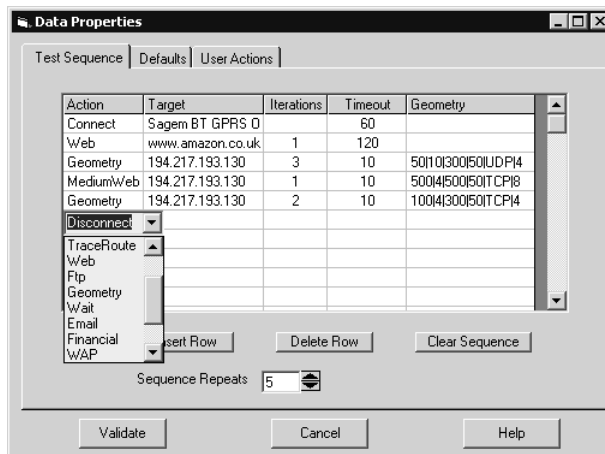 Data Properties
Test Sequence Defaults User Actions
Action Target Iterations Timeout Geometry
Connect Sagem BT GPRS O 60
Web www.amazon.co.uk 1 120
Geometry 194.217.193.130 3 10 50|10|300|50|UDP|4
MediumWeb 194.217.193.130 1 10 500|4|500|50|TCP|8
Geometry 194.217.193.130 2 10 100|4|300|50|TCP|4
Disconnect
TraceRoute
Web
Ftp
Geometry
Wait
Email
Financial
WAP
sert Row Delete Row Clear Sequence
Sequence Repeats 5
Validate Cancel Help